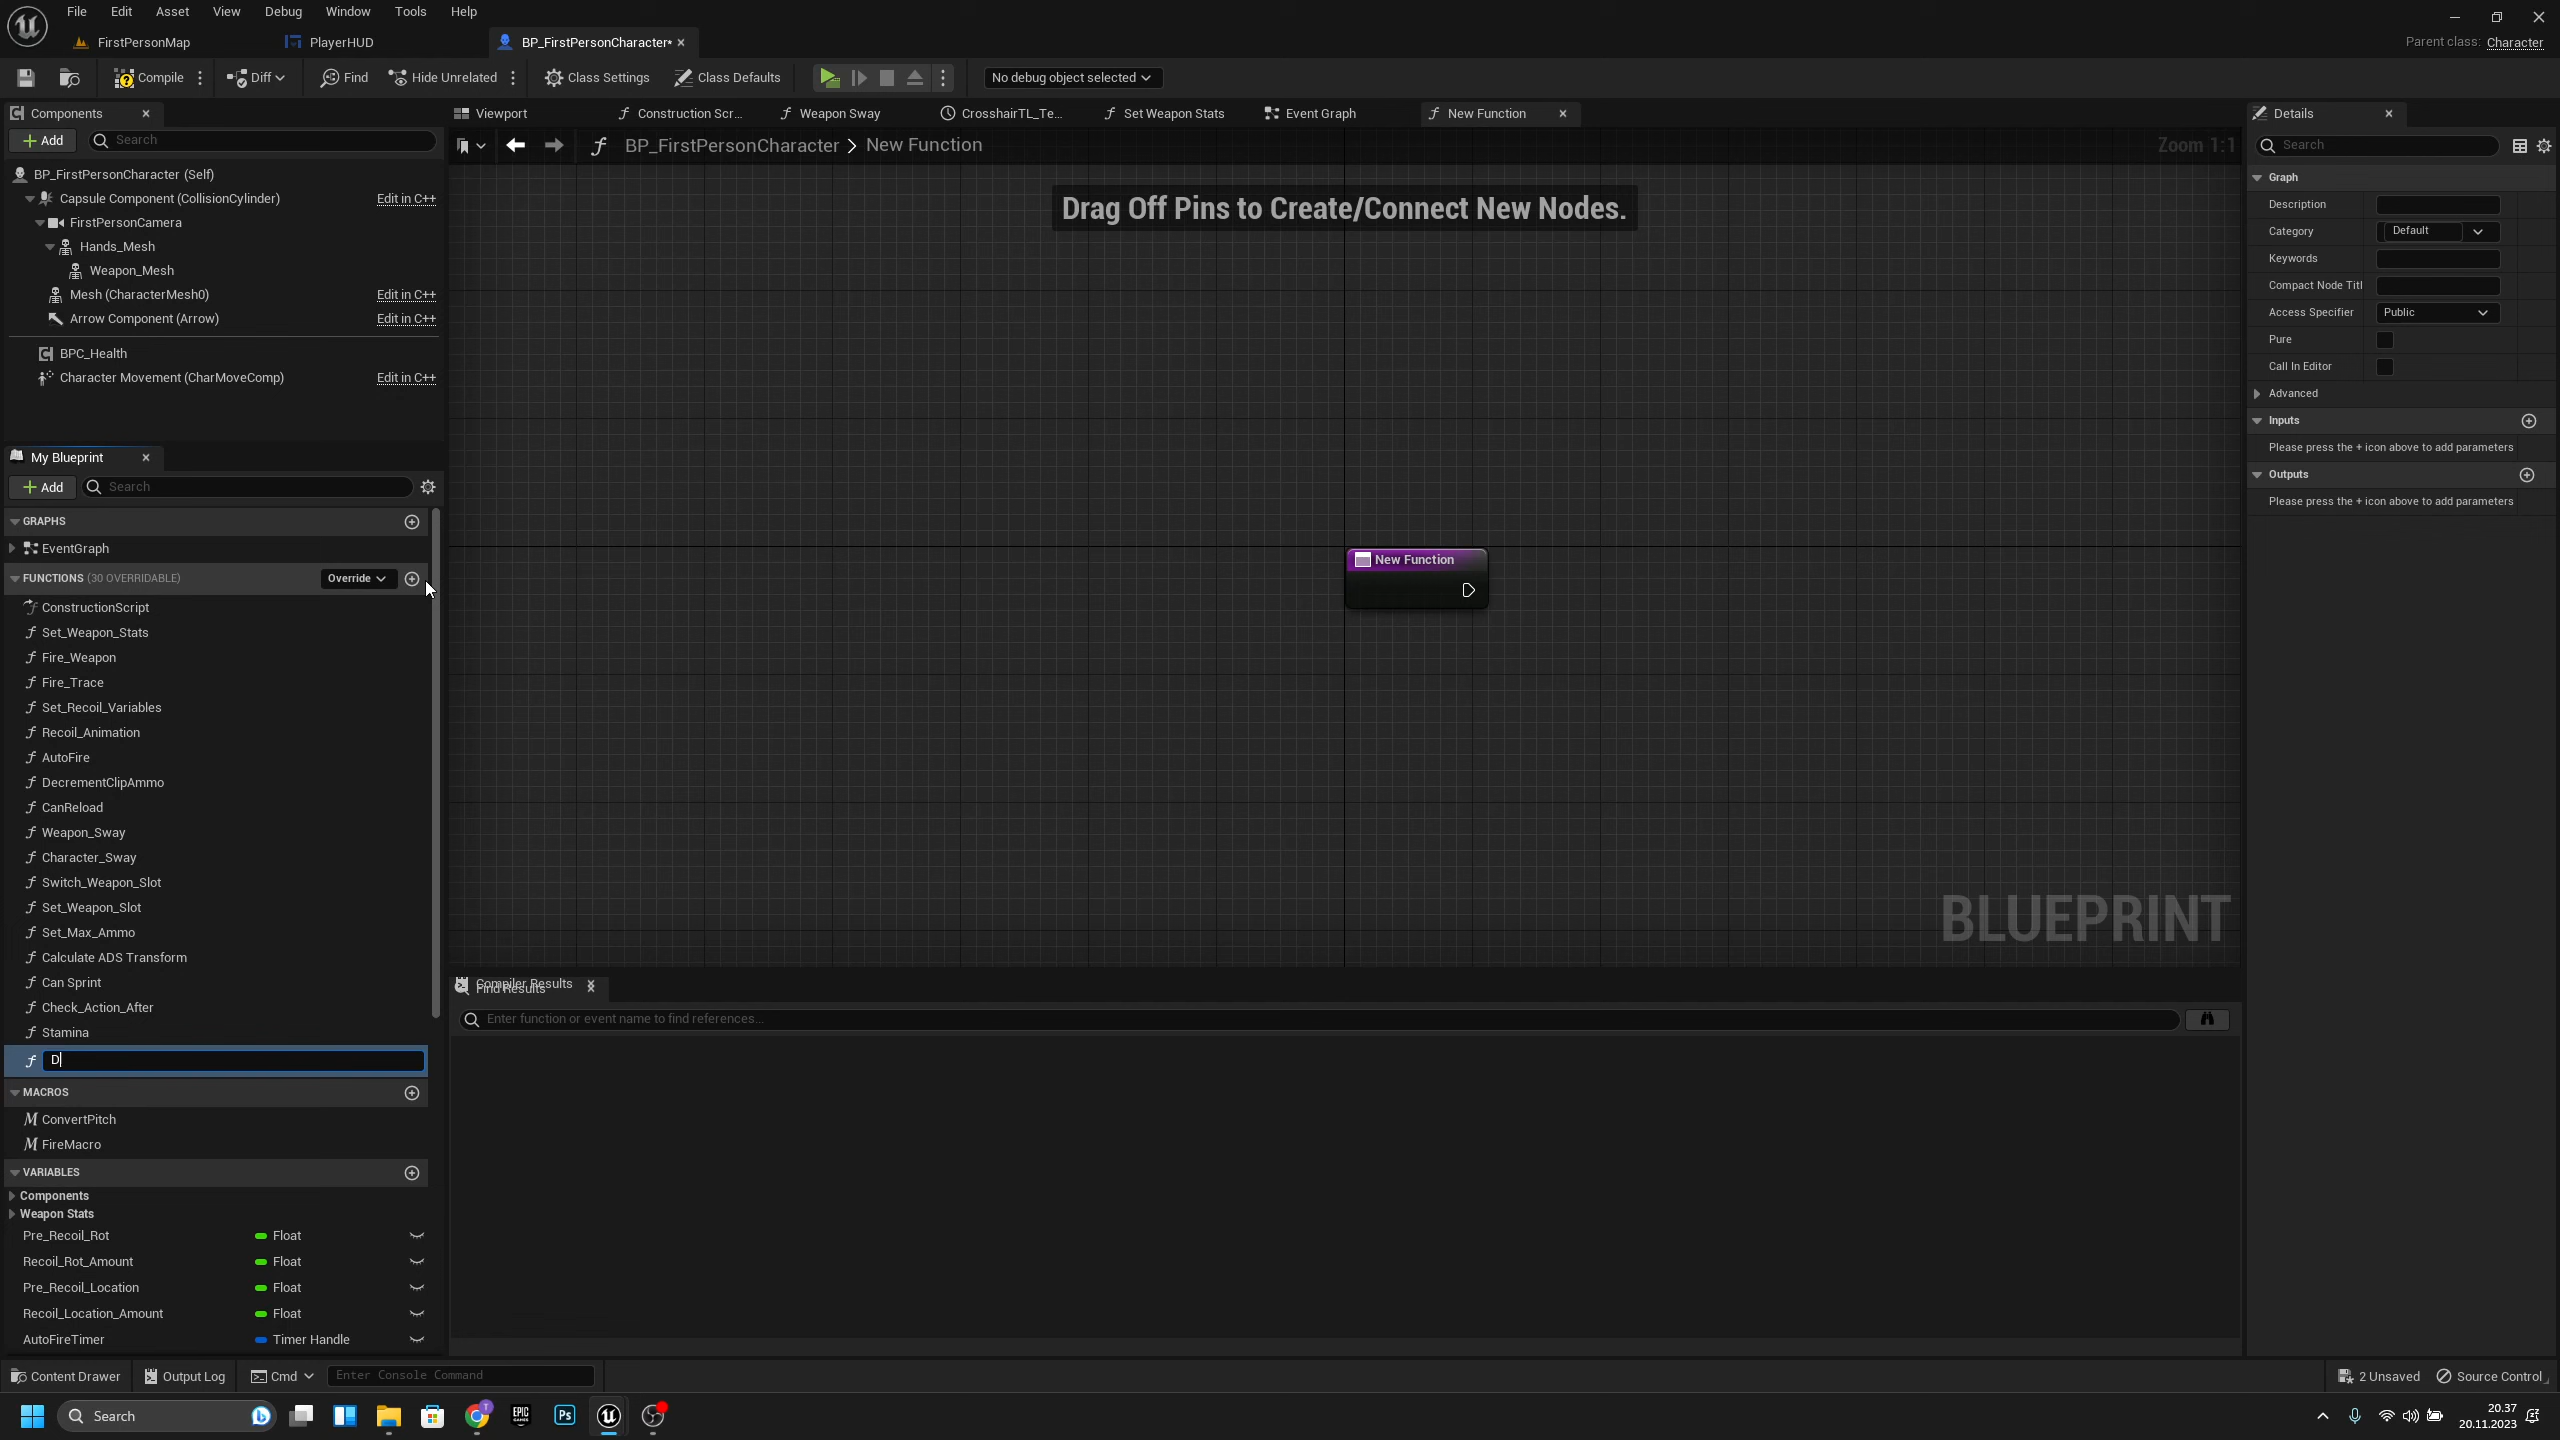 File Edit Asset View Debug Window Tools Help
FirstPersonMap PlayerHUD BP_FirstPersonCharacter* Parent class: Character
Compile Diff Find Hide Unrelated Class Settings Class Defaults No debug object selected
Components
Add Search
BP_FirstPersonCharacter (Self)
Capsule Component (CollisionCylinder) Edit in C++
FirstPersonCamera
Hands_Mesh
Weapon_Mesh
Mesh (CharacterMesh0) Edit in C++
Arrow Component (Arrow) Edit in C++
BPC_Health
Character Movement (CharMoveComp) Edit in C++
My Blueprint
Add Search
GRAPHS
EventGraph
FUNCTIONS (30 OVERRIDABLE) Override
ConstructionScript
Set_Weapon_Stats
Fire_Weapon
Fire_Trace
Set_Recoil_Variables
Recoil_Animation
AutoFire
DecrementClipAmmo
CanReload
Weapon_Sway
Character_Sway
Switch_Weapon_Slot
Set_Weapon_Slot
Set_Max_Ammo
Calculate ADS Transform
Can Sprint
Check_Action_After
Stamina
D
MACROS
ConvertPitch
FireMacro
VARIABLES
Components
Weapon Stats
Pre_Recoil_Rot Float
Recoil_Rot_Amount Float
Pre_Recoil_Location Float
Recoil_Location_Amount Float
AutoFireTimer Timer Handle
Viewport Construction Scr... Weapon Sway CrosshairTL_Te... Set Weapon Stats Event Graph New Function
BP_FirstPersonCharacter > New Function Zoom 1:1
Drag Off Pins to Create/Connect New Nodes.
New Function
BLUEPRINT
Compiler Results
Find Results
Enter function or event name to find references...
Details
Search
Graph
Description
Category Default
Keywords
Compact Node Titl
Access Specifier Public
Pure
Call In Editor
Advanced
Inputs
Please press the + icon above to add parameters
Outputs
Please press the + icon above to add parameters
Content Drawer Output Log Cmd Enter Console Command 2 Unsaved Source Control
Search 20.37
20.11.2023